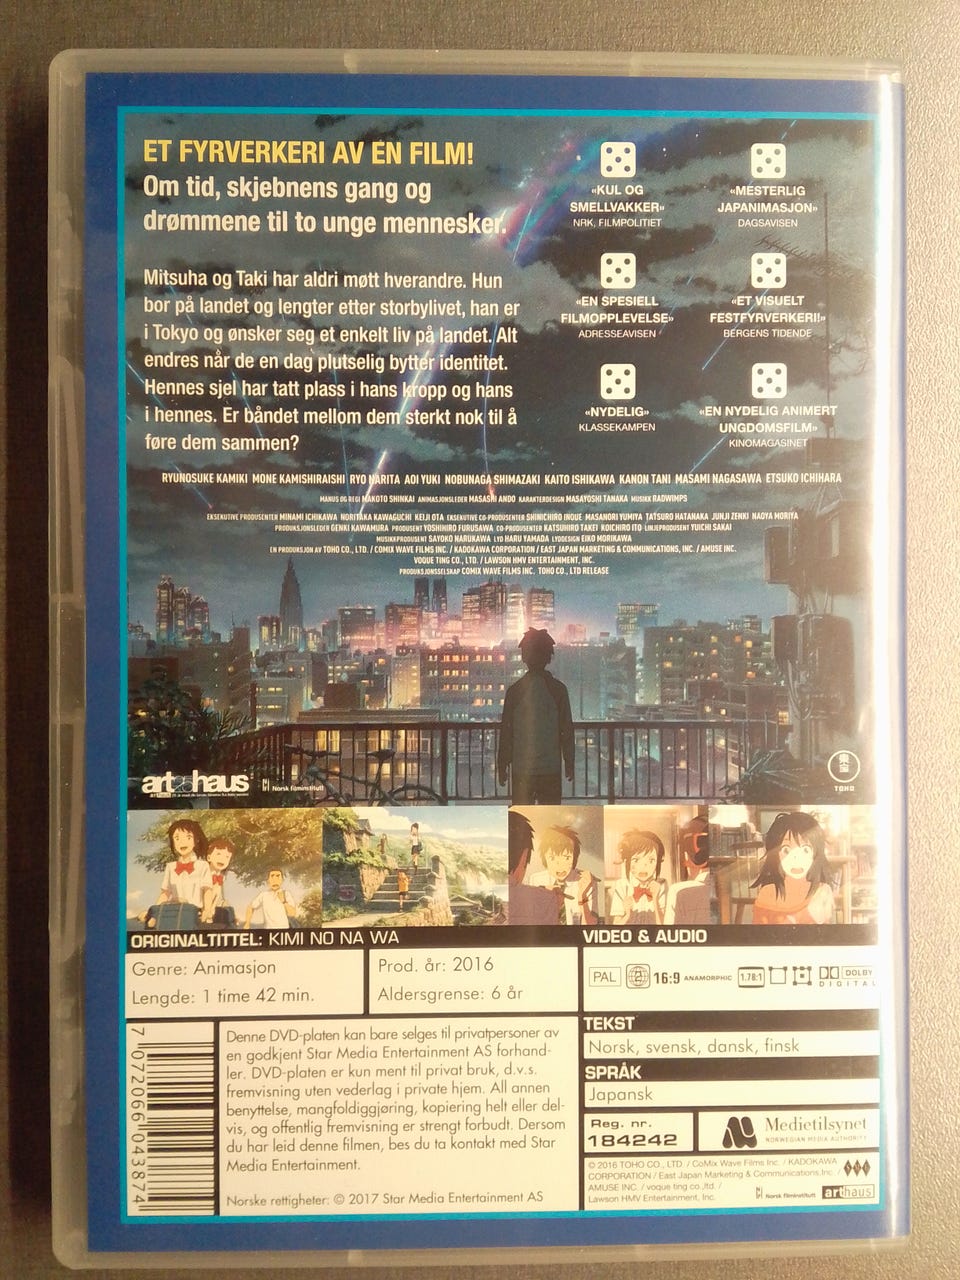 ET FYRVERKERI AV EN FILM!
Om tid, skjebnens gang og
drømmene til to unge mennesker.
Mitsuha og Taki har aldri møtt hverandre. Hun
bor på landet og lengter etter storbylivet, han er
i Tokyo og ønsker seg et enkelt liv på landet. Alt
endres når de en dag plutselig bytter identitet.
Hennes sjel har tatt plass i hans kropp og hans
i hennes. Er båndet mellom dem sterkt nok til å
føre dem sammen?
«KUL OG
SMELLVAKKER»
NRK, FILMPOLITIET
«MESTERLIG
JAPANIMASJON»
DAGSAVISEN
«EN SPESIELL
FILMOPPLEVELSE»
ADRESSEAVISEN
«ET VISUELT
FESTFYRVERKERI!»
BERGENS TIDENDE
«NYDELIG»
KLASSEKAMPEN
«EN NYDELIG ANIMERT
UNGDOMSFILM»
KINOMAGASINET
RYUNOSUKE KAMIKI MONE KAMISHIRAISHI RYO NARITA AOI YUKI NOBUNAGA SHIMAZAKI KAITO ISHIKAWA KANON TANI MASAMI NAGASAWA ETSUKO ICHIHARA
MANUS OG REGI MAKOTO SHINKAI ANIMASJONSLEDER MASASHI ANDO KARAKTERDESIGN MASAYOSHI TANAKA MUSIKK RADWIMPS
EKSEKUTIVE PRODUSENTER MINAMI ICHIKAWA NORITAKA KAWAGUCHI KEIJI OTA EKSEKUTIVE CO-PRODUSENTER SHINICHIRO INOUE MASANORI YUMIYA TATSURO HATANAKA JUNJI ZENKI NAOYA MORIYA
PRODUKSJONSLEDER GENKI KAWAMURA PRODUSENT YOSHIHIRO FURUSAWA CO-PRODUSENTER KATSUHIRO TAKEI KOICHIRO ITO LINJEPRODUSENT YUICHI SAKAI
MUSIKKPRODUSENT SAYOKO NARUKAWA LYD HARU YAMADA LYDDESIGN EIKO MORIKAWA
EN PRODUKSJON AV TOHO CO., LTD. / COMIX WAVE FILMS INC. / KADOKAWA CORPORATION / EAST JAPAN MARKETING & COMMUNICATIONS, INC. / AMUSE INC.
VOQUE TING CO., LTD. / LAWSON HMV ENTERTAINMENT, INC.
PRODUKSJONSSELSKAP COMIX WAVE FILMS INC. TOHO CO., LTD RELEASE
arthaus
Norsk filminstitutt
東宝
TOHO
ORIGINALTITTEL: KIMI NO NA WA
Genre: Animasjon
Lengde: 1 time 42 min.
Prod. år: 2016
Aldersgrense: 6 år
VIDEO & AUDIO
PAL 2 16:9 ANAMORPHIC 1.78:1 DOLBY
DIGITAL
TEKST
Norsk, svensk, dansk, finsk
SPRÅK
Japansk
Reg. nr.
184242
Medietilsynet
NORWEGIAN MEDIA AUTHORITY
7 072066 043874
Denne DVD-platen kan bare selges til privatpersoner av
en godkjent Star Media Entertainment AS forhand-
ler. DVD-platen er kun ment til privat bruk, d.v.s.
fremvisning uten vederlag i private hjem. All annen
benyttelse, mangfoldiggjøring, kopiering helt eller del-
vis, og offentlig fremvisning er strengt forbudt. Dersom
du har leid denne filmen, bes du ta kontakt med Star
Media Entertainment.
Norske rettigheter: © 2017 Star Media Entertainment AS
© 2016 TOHO CO., LTD. / CoMix Wave Films Inc. / KADOKAWA
CORPORATION / East Japan Marketing & Communications,Inc.
AMUSE INC. / voque ting co.,ltd. /
Lawson HMV Entertainment, Inc.
Norsk filminstitutt
arthaus